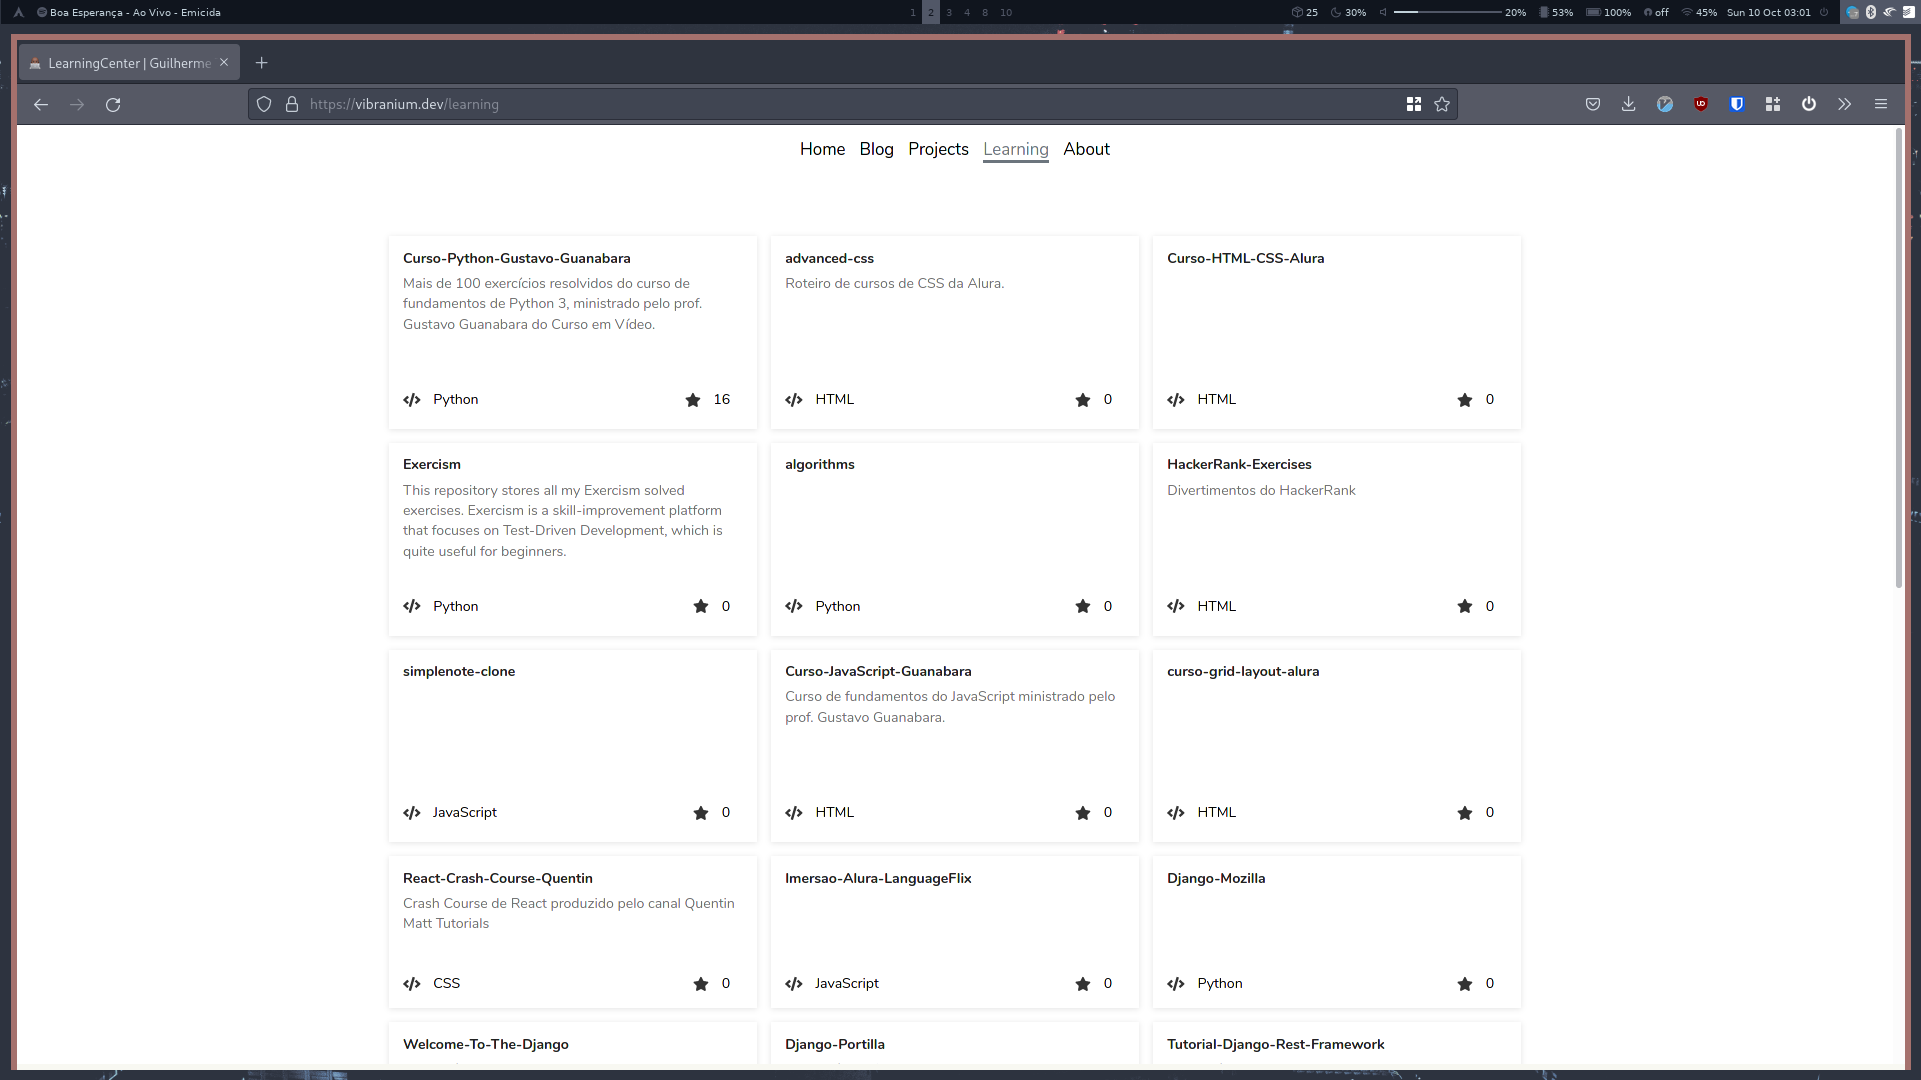 Boa Esperança - Ao Vivo - Emicida
1 2 3 4 8 10
25 30% 20% 53% 100% off 45% Sun 10 Oct 03:01
LearningCenter | Guilherme
https://vibranium.dev/learning
Home Blog Projects Learning About
Curso-Python-Gustavo-Guanabara
Mais de 100 exercícios resolvidos do curso de
fundamentos de Python 3, ministrado pelo prof.
Gustavo Guanabara do Curso em Vídeo.
Python 16
advanced-css
Roteiro de cursos de CSS da Alura.
HTML 0
Curso-HTML-CSS-Alura
HTML 0
Exercism
This repository stores all my Exercism solved
exercises. Exercism is a skill-improvement platform
that focuses on Test-Driven Development, which is
quite useful for beginners.
Python 0
algorithms
Python 0
HackerRank-Exercises
Divertimentos do HackerRank
HTML 0
simplenote-clone
JavaScript 0
Curso-JavaScript-Guanabara
Curso de fundamentos do JavaScript ministrado pelo
prof. Gustavo Guanabara.
HTML 0
curso-grid-layout-alura
HTML 0
React-Crash-Course-Quentin
Crash Course de React produzido pelo canal Quentin
Matt Tutorials
CSS 0
Imersao-Alura-LanguageFlix
JavaScript 0
Django-Mozilla
Python 0
Welcome-To-The-Django
Django-Portilla
Tutorial-Django-Rest-Framework